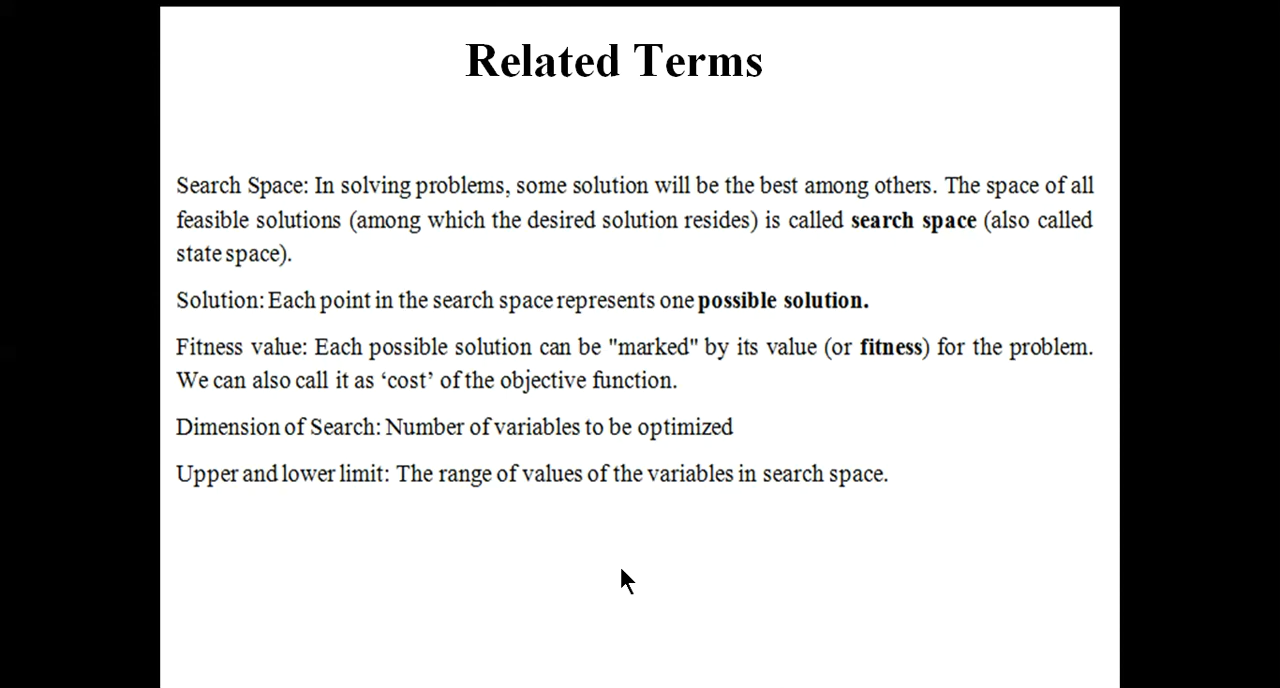 Related Terms
Search Space: In solving problems, some solution will be the best among others. The space of all
feasible solutions (among which the desired solution resides) is called search space (also called
state space).
Solution: Each point in the search space represents one possible solution.
Fitness value: Each possible solution can be "marked" by its value (or fitness) for the problem.
We can also call it as ‘cost’ of the objective function.
Dimension of Search: Number of variables to be optimized
Upper and lower limit: The range of values of the variables in search space.